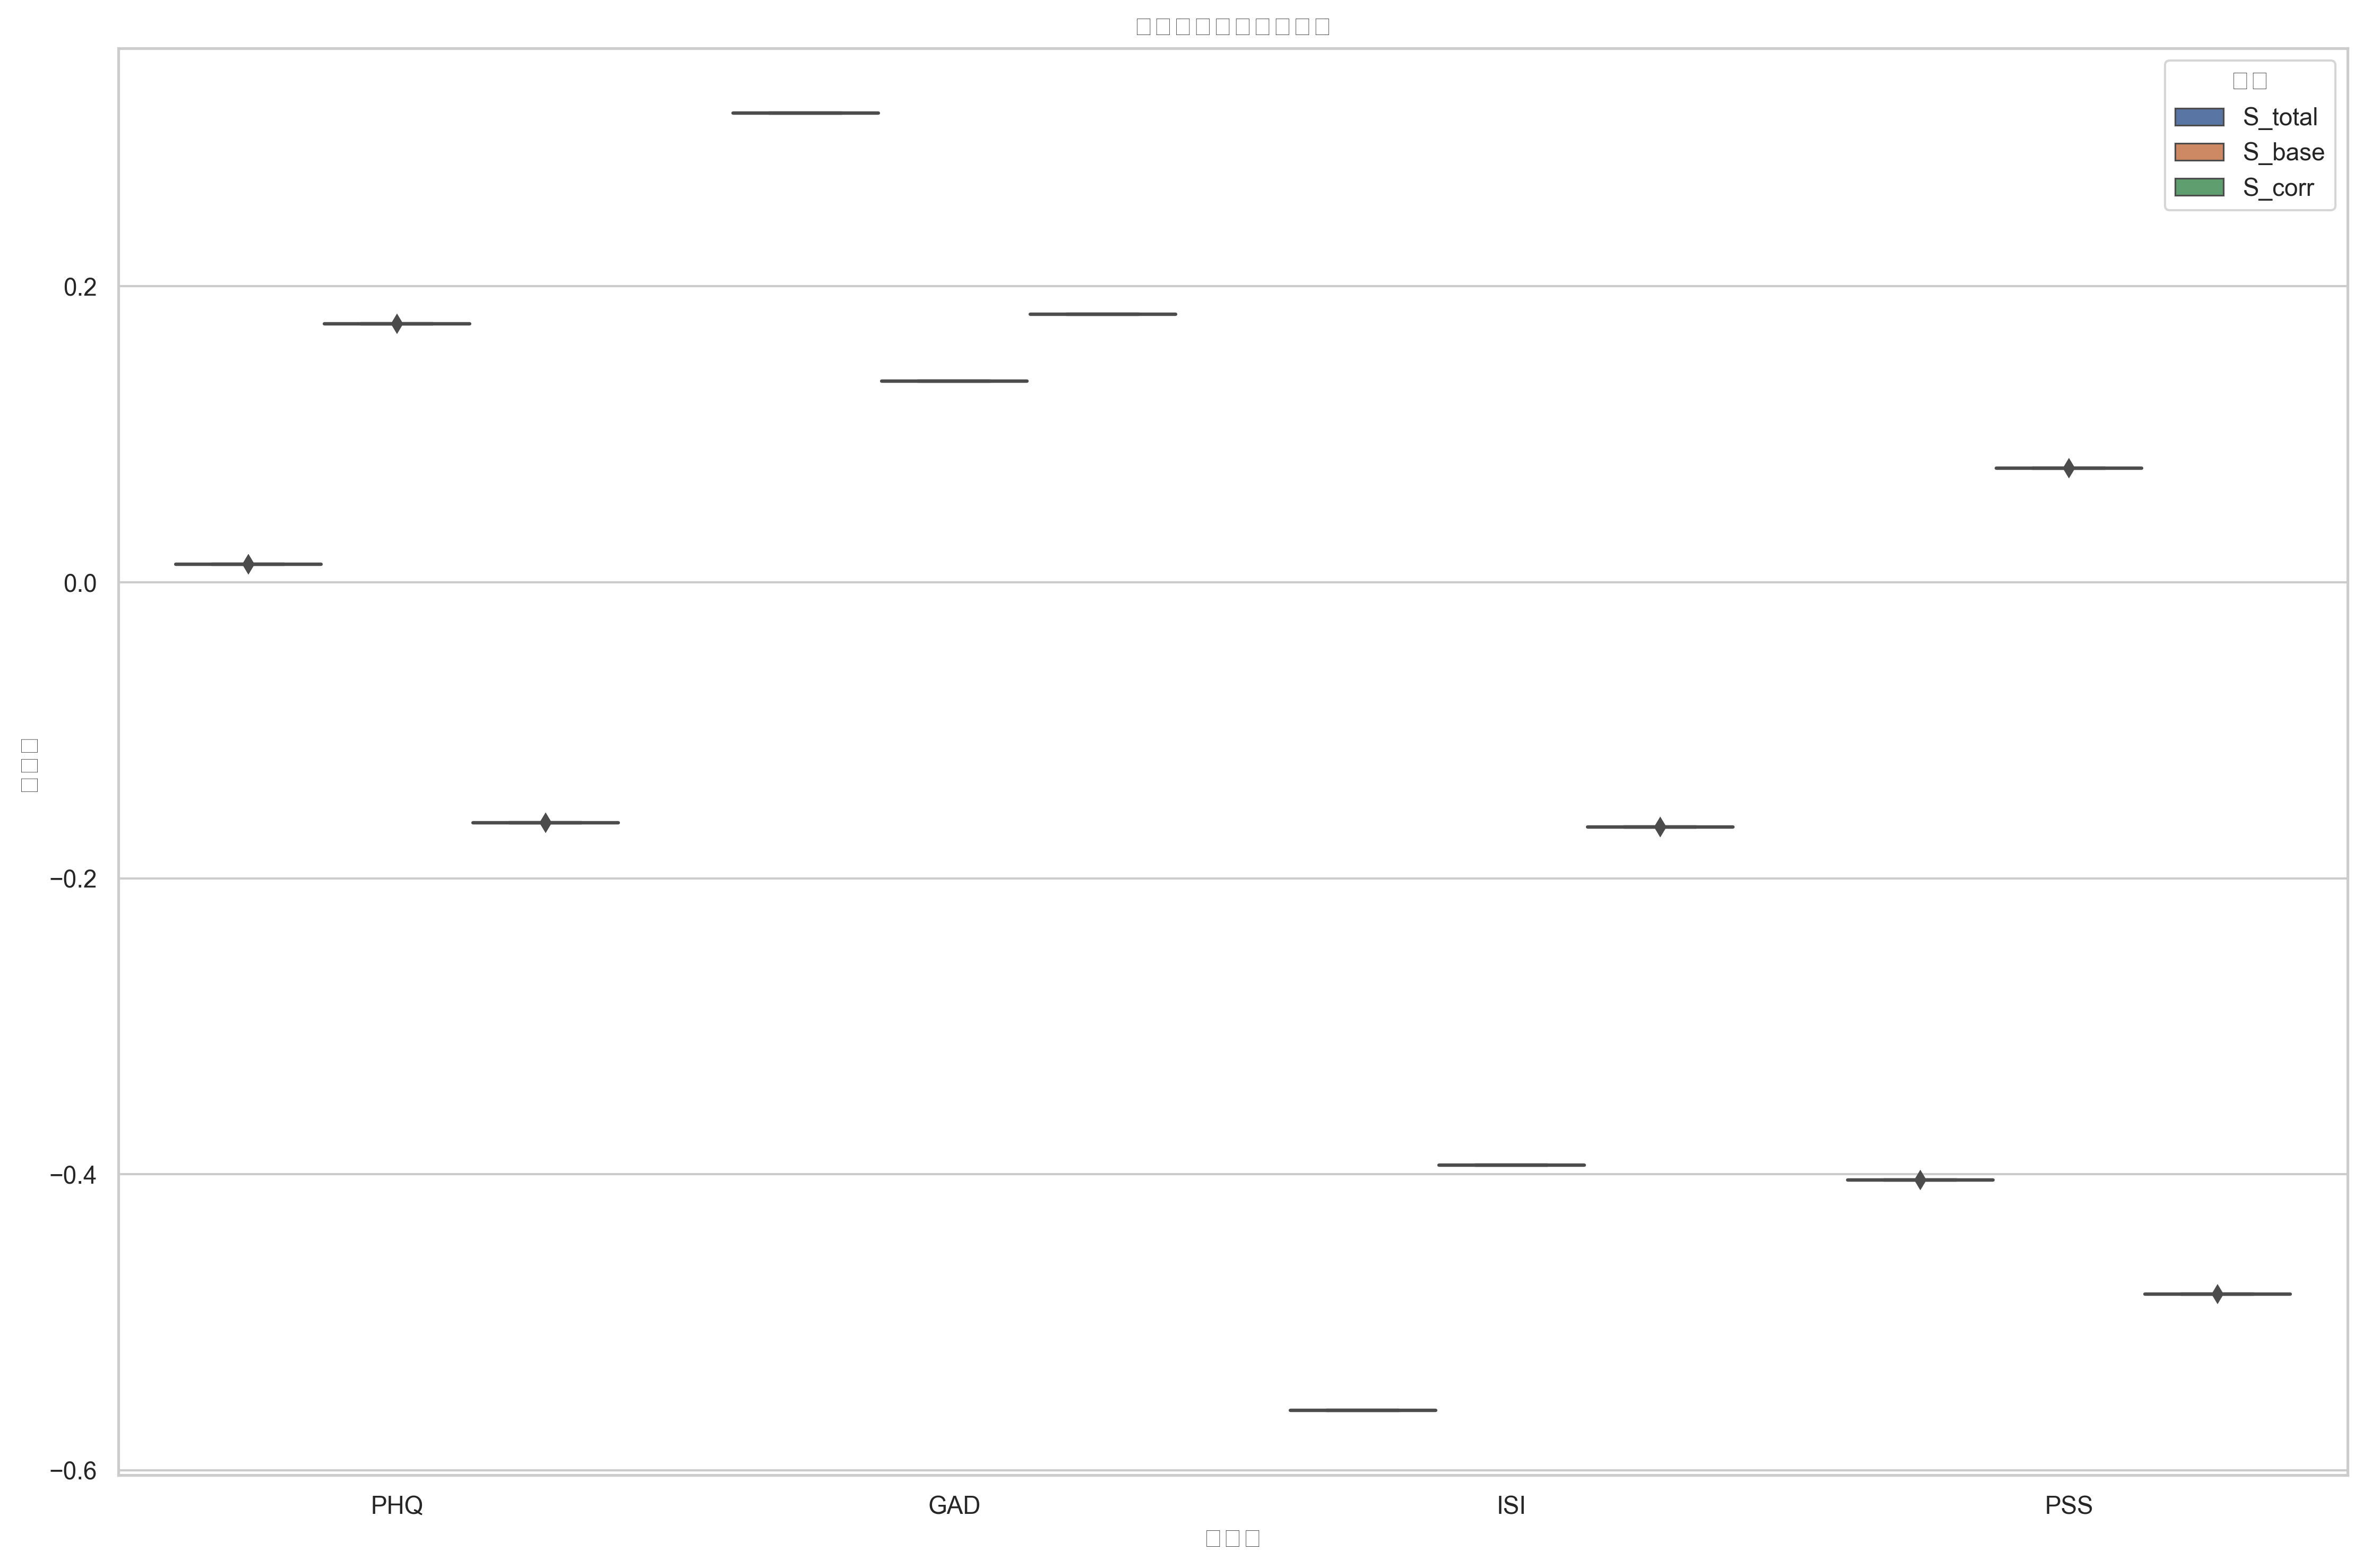 S_total
S_base
S_corr
0.2
0.0
−0.2
−0.4
−0.6
PHQ GAD ISI PSS